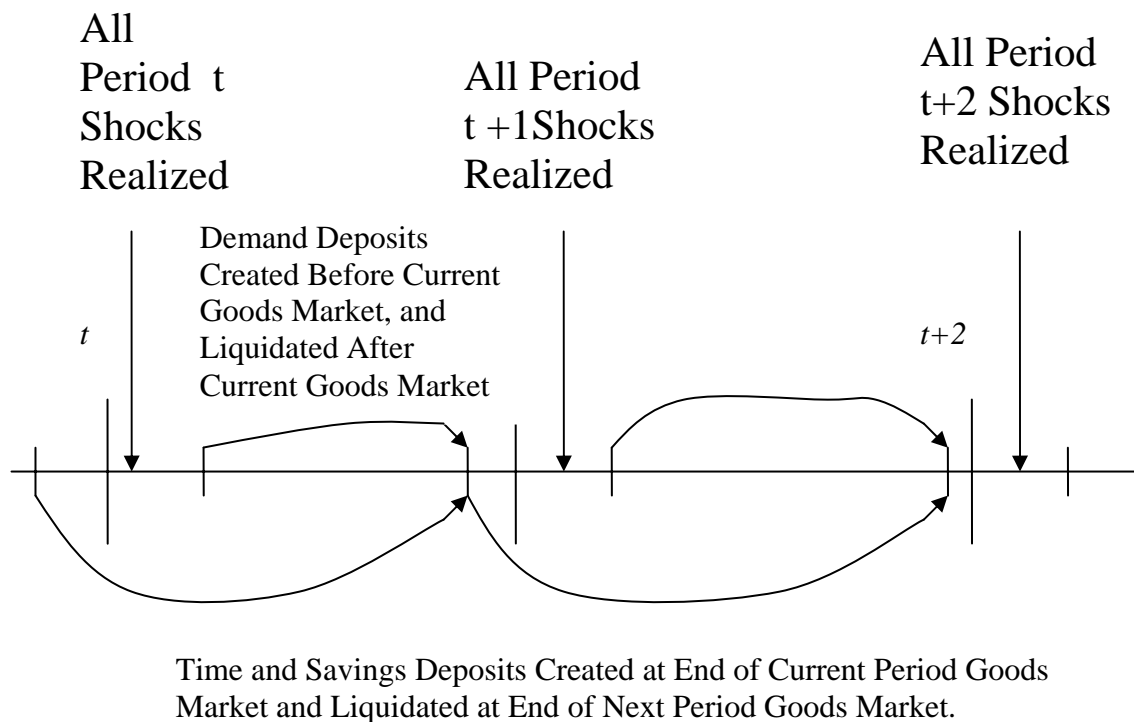 All
Period t
Shocks
Realized
All Period
t +1Shocks
Realized
All Period
t+2 Shocks
Realized
Demand Deposits
Created Before Current
Goods Market, and
Liquidated After
Current Goods Market
t
t+2
Time and Savings Deposits Created at End of Current Period Goods
Market and Liquidated at End of Next Period Goods Market.